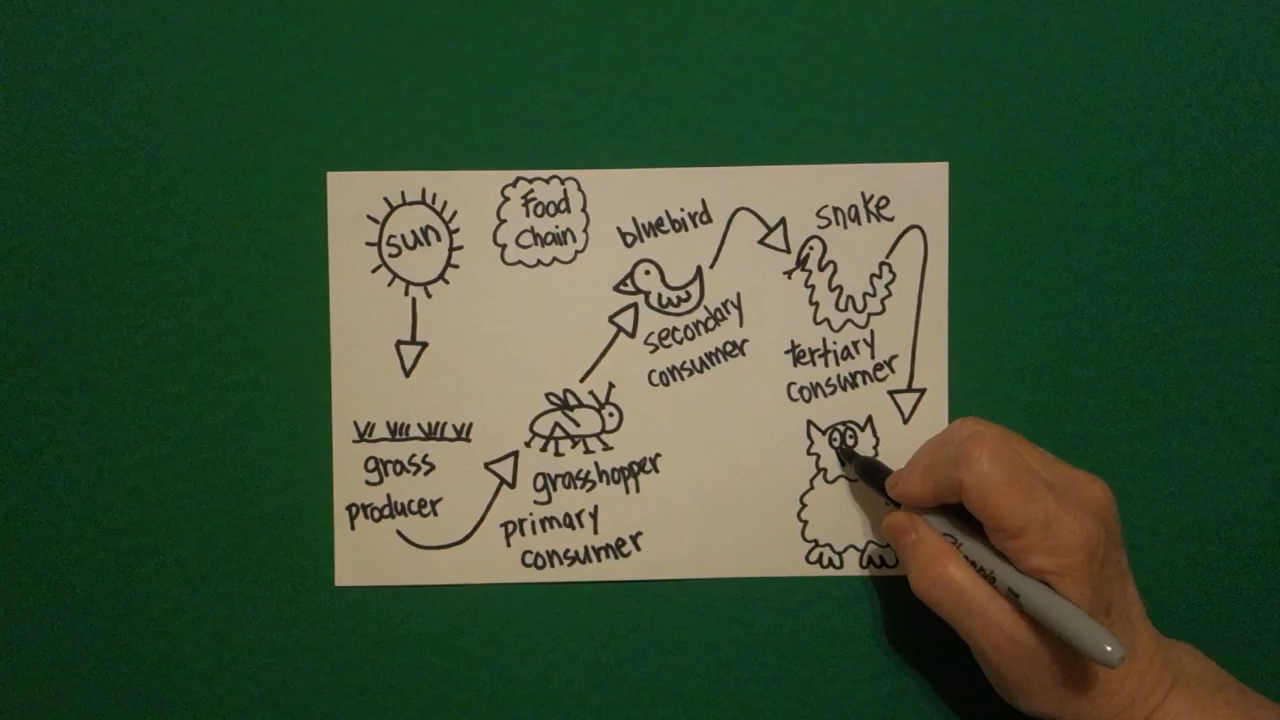 sun
Food
Chain
bluebird
snake
secondary
consumer
tertiary
consumer
grass
producer
grasshopper
primary
consumer